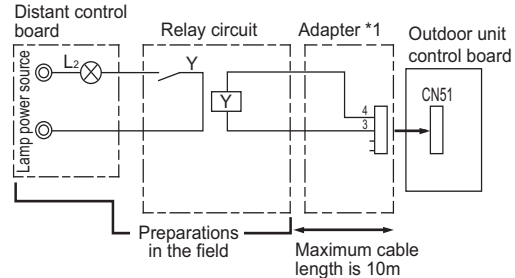 Distant control
board
Relay circuit
Adapter *1
Outdoor unit
control board
Lamp power source
L2
Y
Y
4
3
CN51
Preparations
in the field
Maximum cable
length is 10m